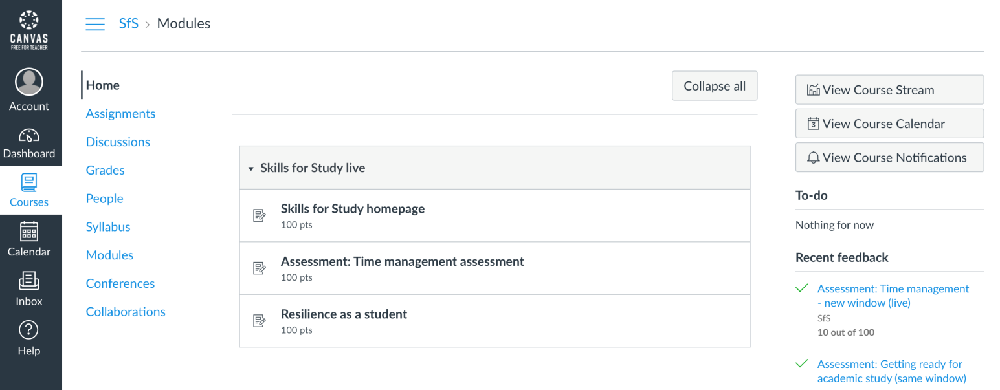 CANVAS
FREE FOR TEACHER
Account
Dashboard
Courses
Calendar
Inbox
Help
SfS > Modules
Home
Assignments
Discussions
Grades
People
Syllabus
Modules
Conferences
Collaborations
Collapse all
Skills for Study live
Skills for Study homepage
100 pts
Assessment: Time management assessment
100 pts
Resilience as a student
100 pts
View Course Stream
3 View Course Calendar
View Course Notifications
To-do
Nothing for now
Recent feedback
Assessment: Time management
- new window (live)
SfS
10 out of 100
Assessment: Getting ready for
academic study (same window)